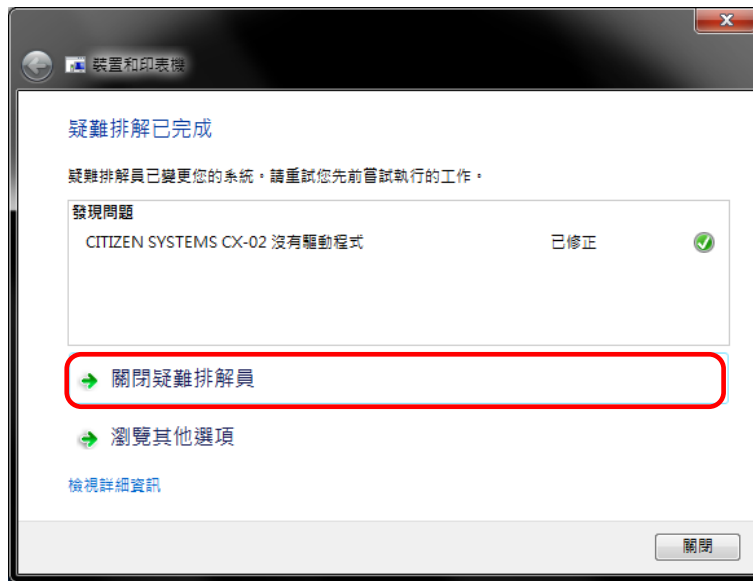 裝置和印表機
疑難排解已完成
疑難排解員已變更您的系統。請重試您先前嘗試執行的工作。
發現問題
CITIZEN SYSTEMS CX-02 沒有驅動程式 已修正
關閉疑難排解員
瀏覽其他選項
檢視詳細資訊
關閉